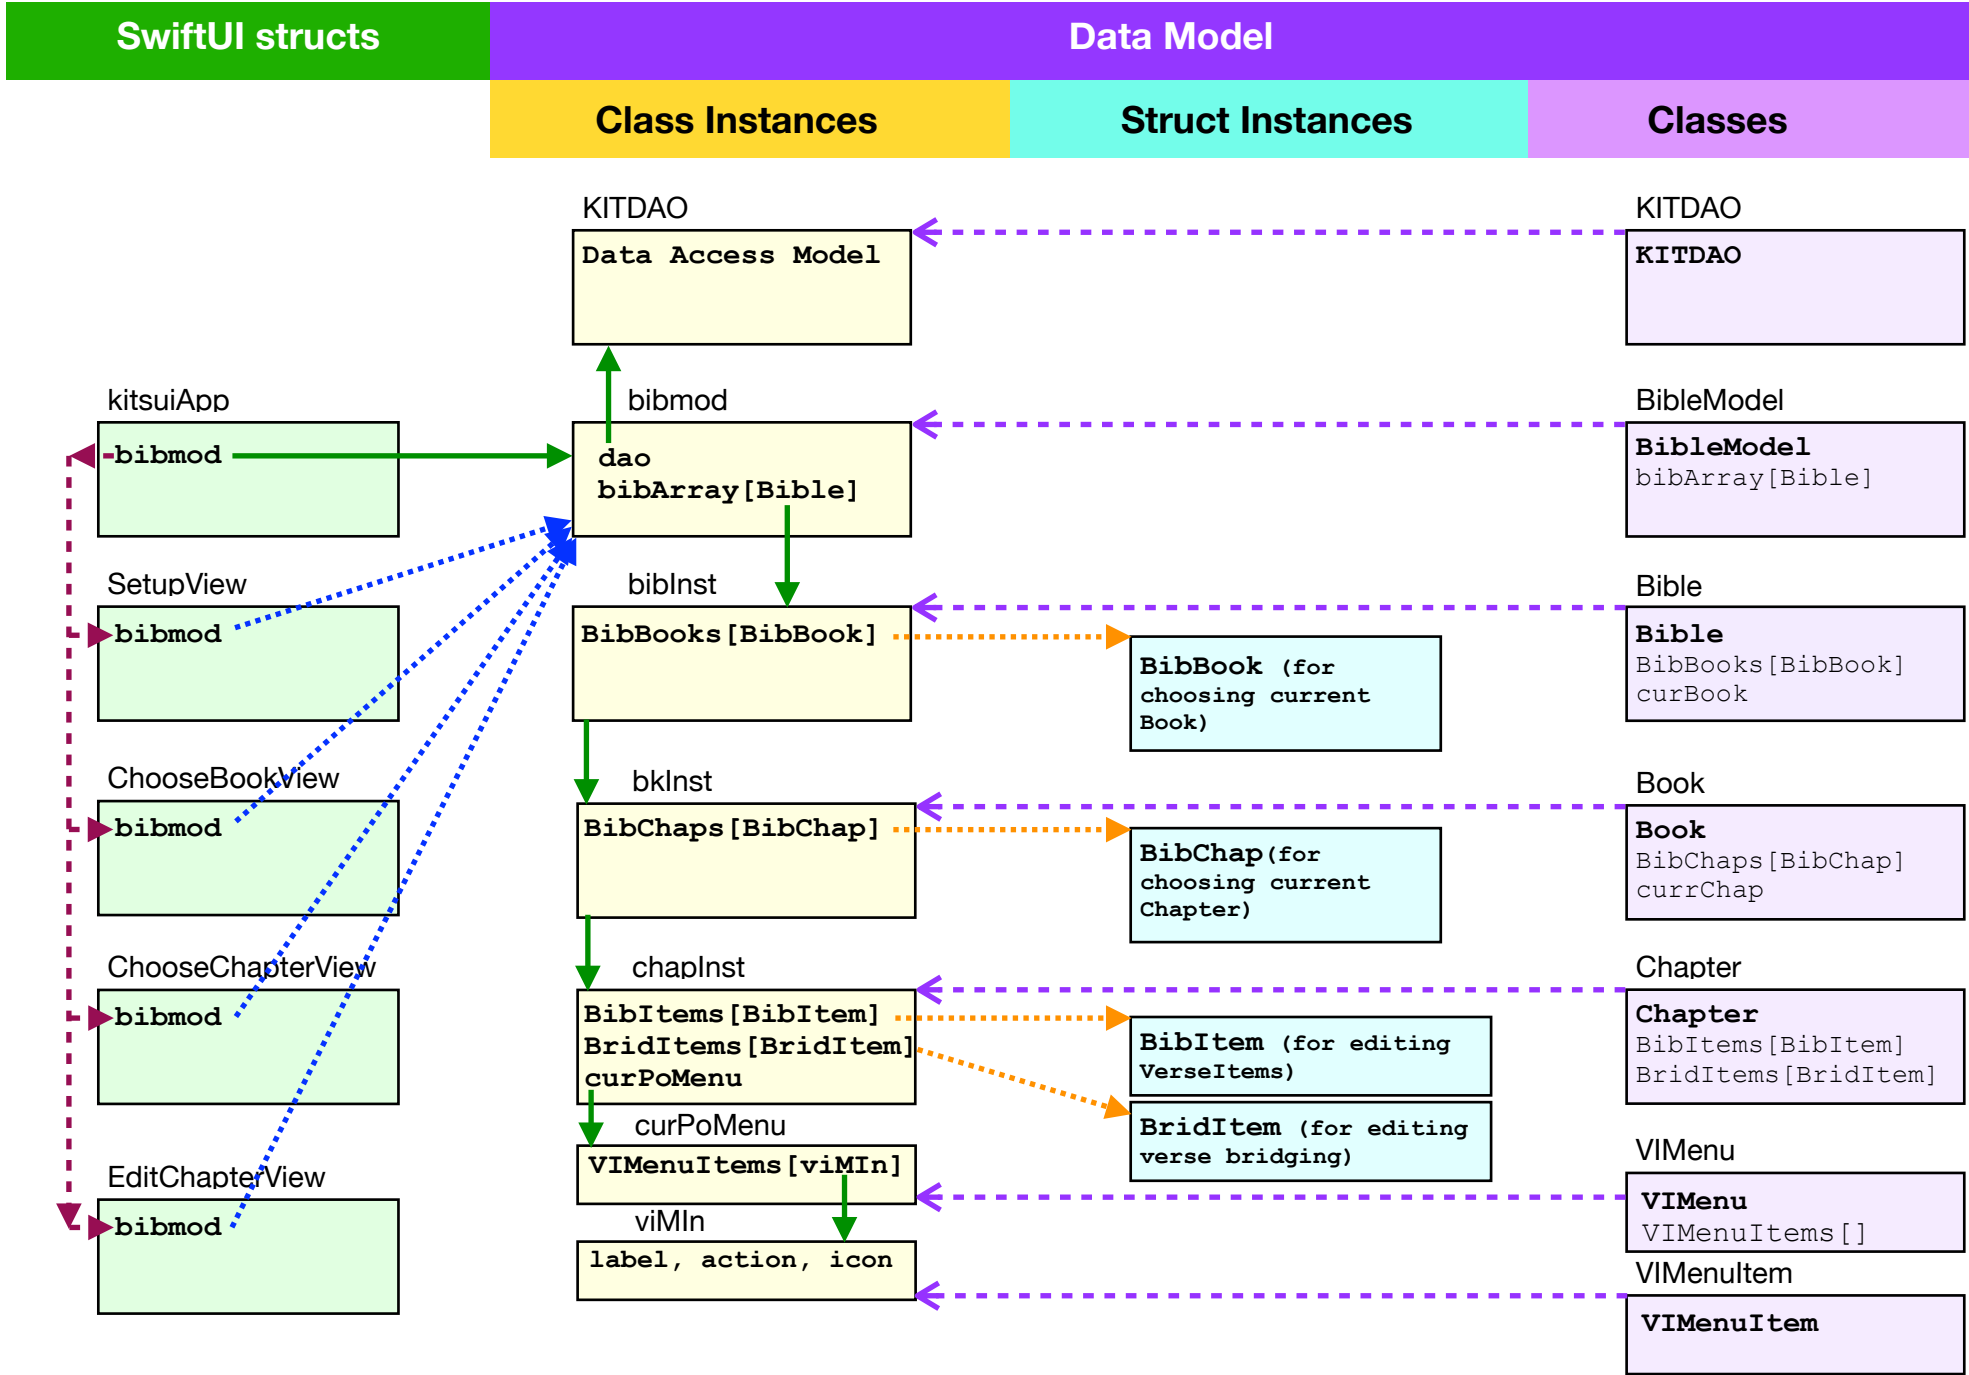 SwiftUI structs
Data Model
Class Instances
Struct Instances
Classes
KITDAO
Data Access Model
KITDAO
KITDAO
kitsuiApp
bibmod
bibmod
dao
bibArray[Bible]
BibleModel
BibleModel
bibArray[Bible]
SetupView
bibmod
bibInst
BibBooks[BibBook]
BibBook (for
choosing current
Book)
Bible
Bible
BibBooks[BibBook]
curBook
ChooseBookView
bibmod
bkInst
BibChaps[BibChap]
BibChap(for
choosing current
Chapter)
Book
Book
BibChaps[BibChap]
currChap
ChooseChapterView
bibmod
chapInst
BibItems[BibItem]
BridItems[BridItem]
curPoMenu
BibItem (for editing
VerseItems)
BridItem (for editing
verse bridging)
Chapter
Chapter
BibItems[BibItem]
BridItems[BridItem]
EditChapterView
bibmod
curPoMenu
VIMenuItems[viMIn]
viMIn
label, action, icon
VIMenu
VIMenu
VIMenuItems[]
VIMenuItem
VIMenuItem